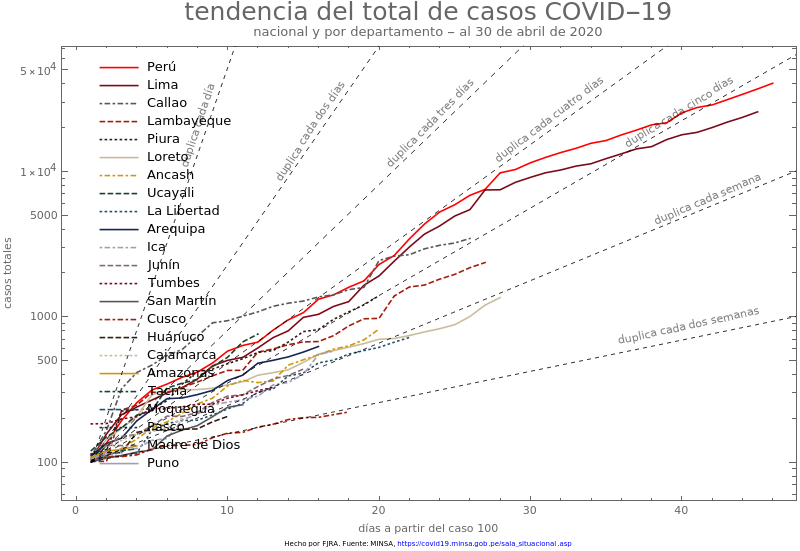 tendencia del total de casos COVID‒19
nacional y por departamento ‒ al 30 de abril de 2020
casos totales
5×10⁴
1×10⁴
5000
1000
500
100
Perú
Lima
Callao
Lambayeque
Piura
Loreto
Ancash
Ucayali
La Libertad
Arequipa
Ica
Junín
Tumbes
San Martín
Cusco
Huánuco
Cajamarca
Amazonas
Tacna
Moquegua
Pasco
Madre de Dios
Puno
duplica cada día
duplica cada dos días
duplica cada tres días
duplica cada cuatro días
duplica cada cinco días
duplica cada semana
duplica cada dos semanas
0 10 20 30 40
días a partir del caso 100
Hecho por FJRA. Fuente: MINSA, https://covid19.minsa.gob.pe/sala_situacional.asp